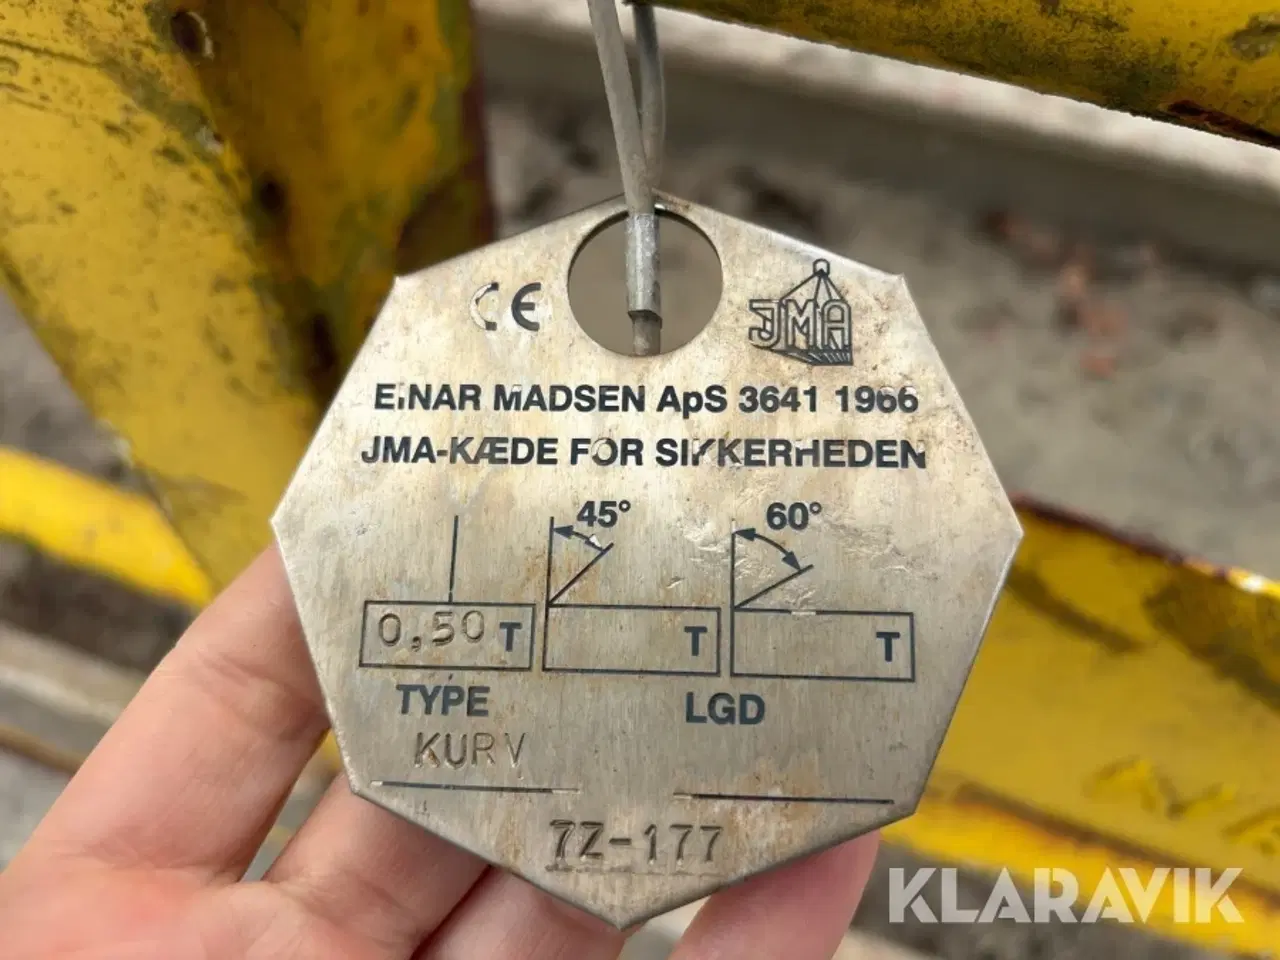 CE JMA
EINAR MADSEN ApS 3641 1966
JMA-KÆDE FOR SIKKERHEDEN
45° 60°
0,50 T T T
TYPE LGD
KURV
7Z-177
KLARAVIK